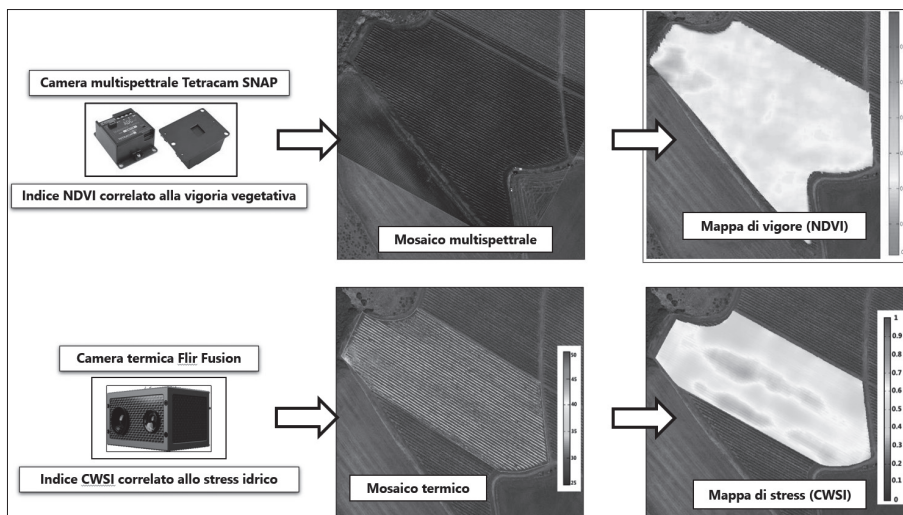 Camera multispettrale Tetracam SNAP
Indice NDVI correlato alla vigoria vegetativa
Mosaico multispettrale
Mappa di vigore (NDVI)
Camera termica Flir Fusion
Indice CWSI correlato allo stress idrico
Mosaico termico
50
45
40
35
30
25
Mappa di stress (CWSI)
1
0.9
0.8
0.7
0.6
0.5
0.4
0.3
0.2
0.1
0